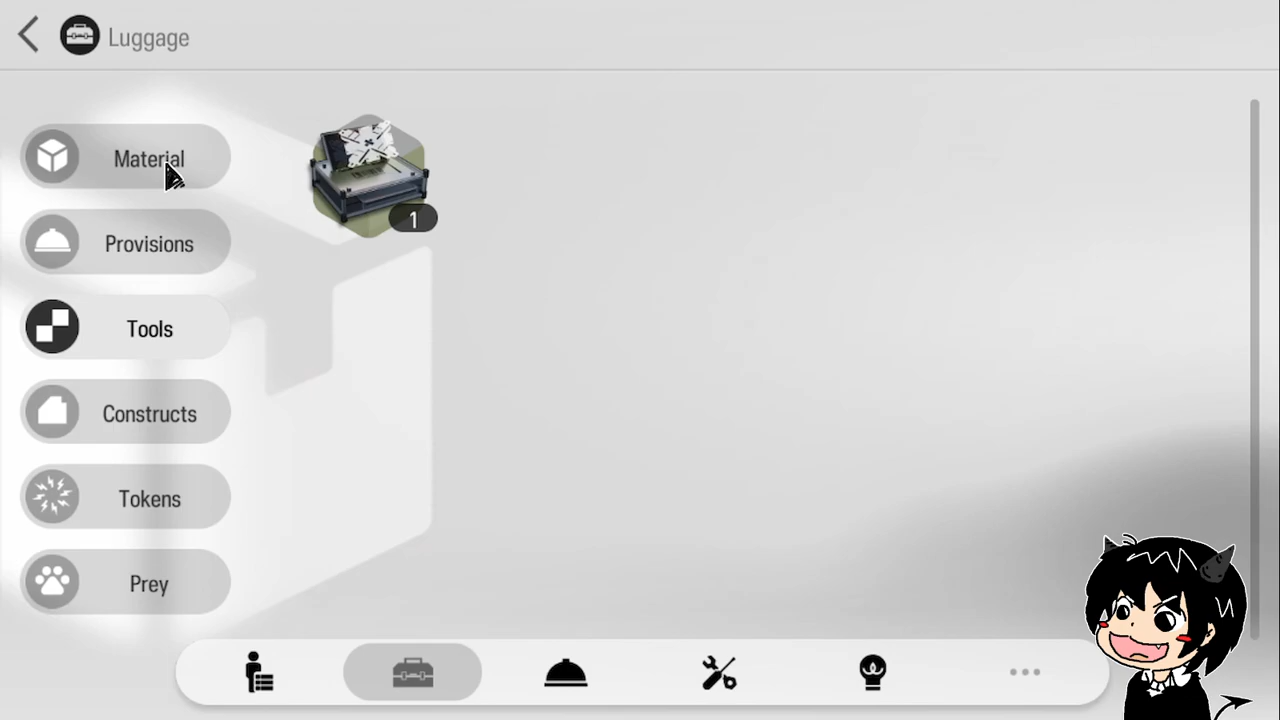 Luggage
Material
1
Provisions
Tools
Constructs
Tokens
Prey